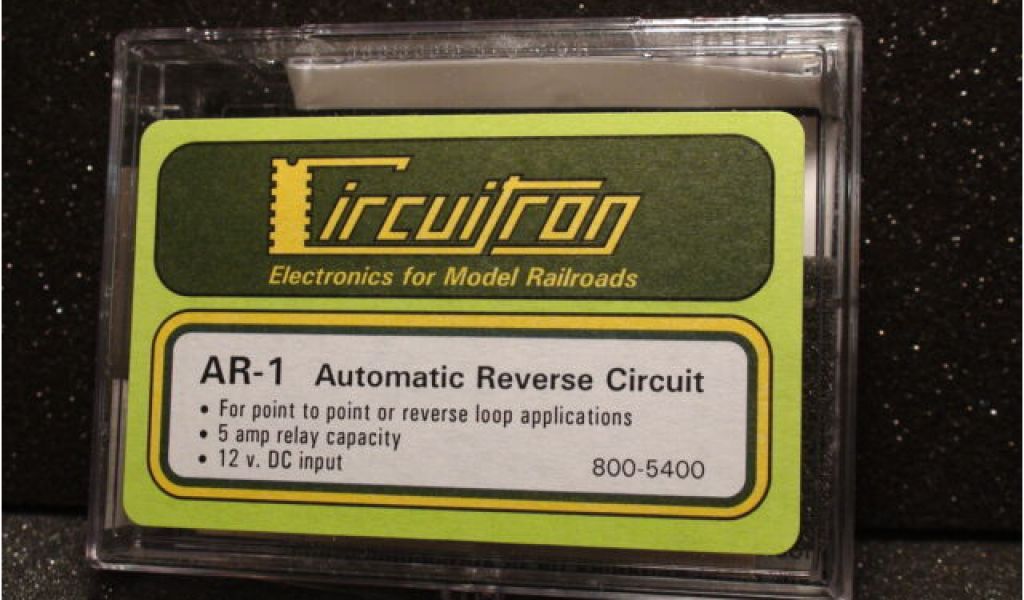 Circuitron
Electronics for Model Railroads
AR-1 Automatic Reverse Circuit
• For point to point or reverse loop applications
• 5 amp relay capacity
• 12 v. DC input 800-5400